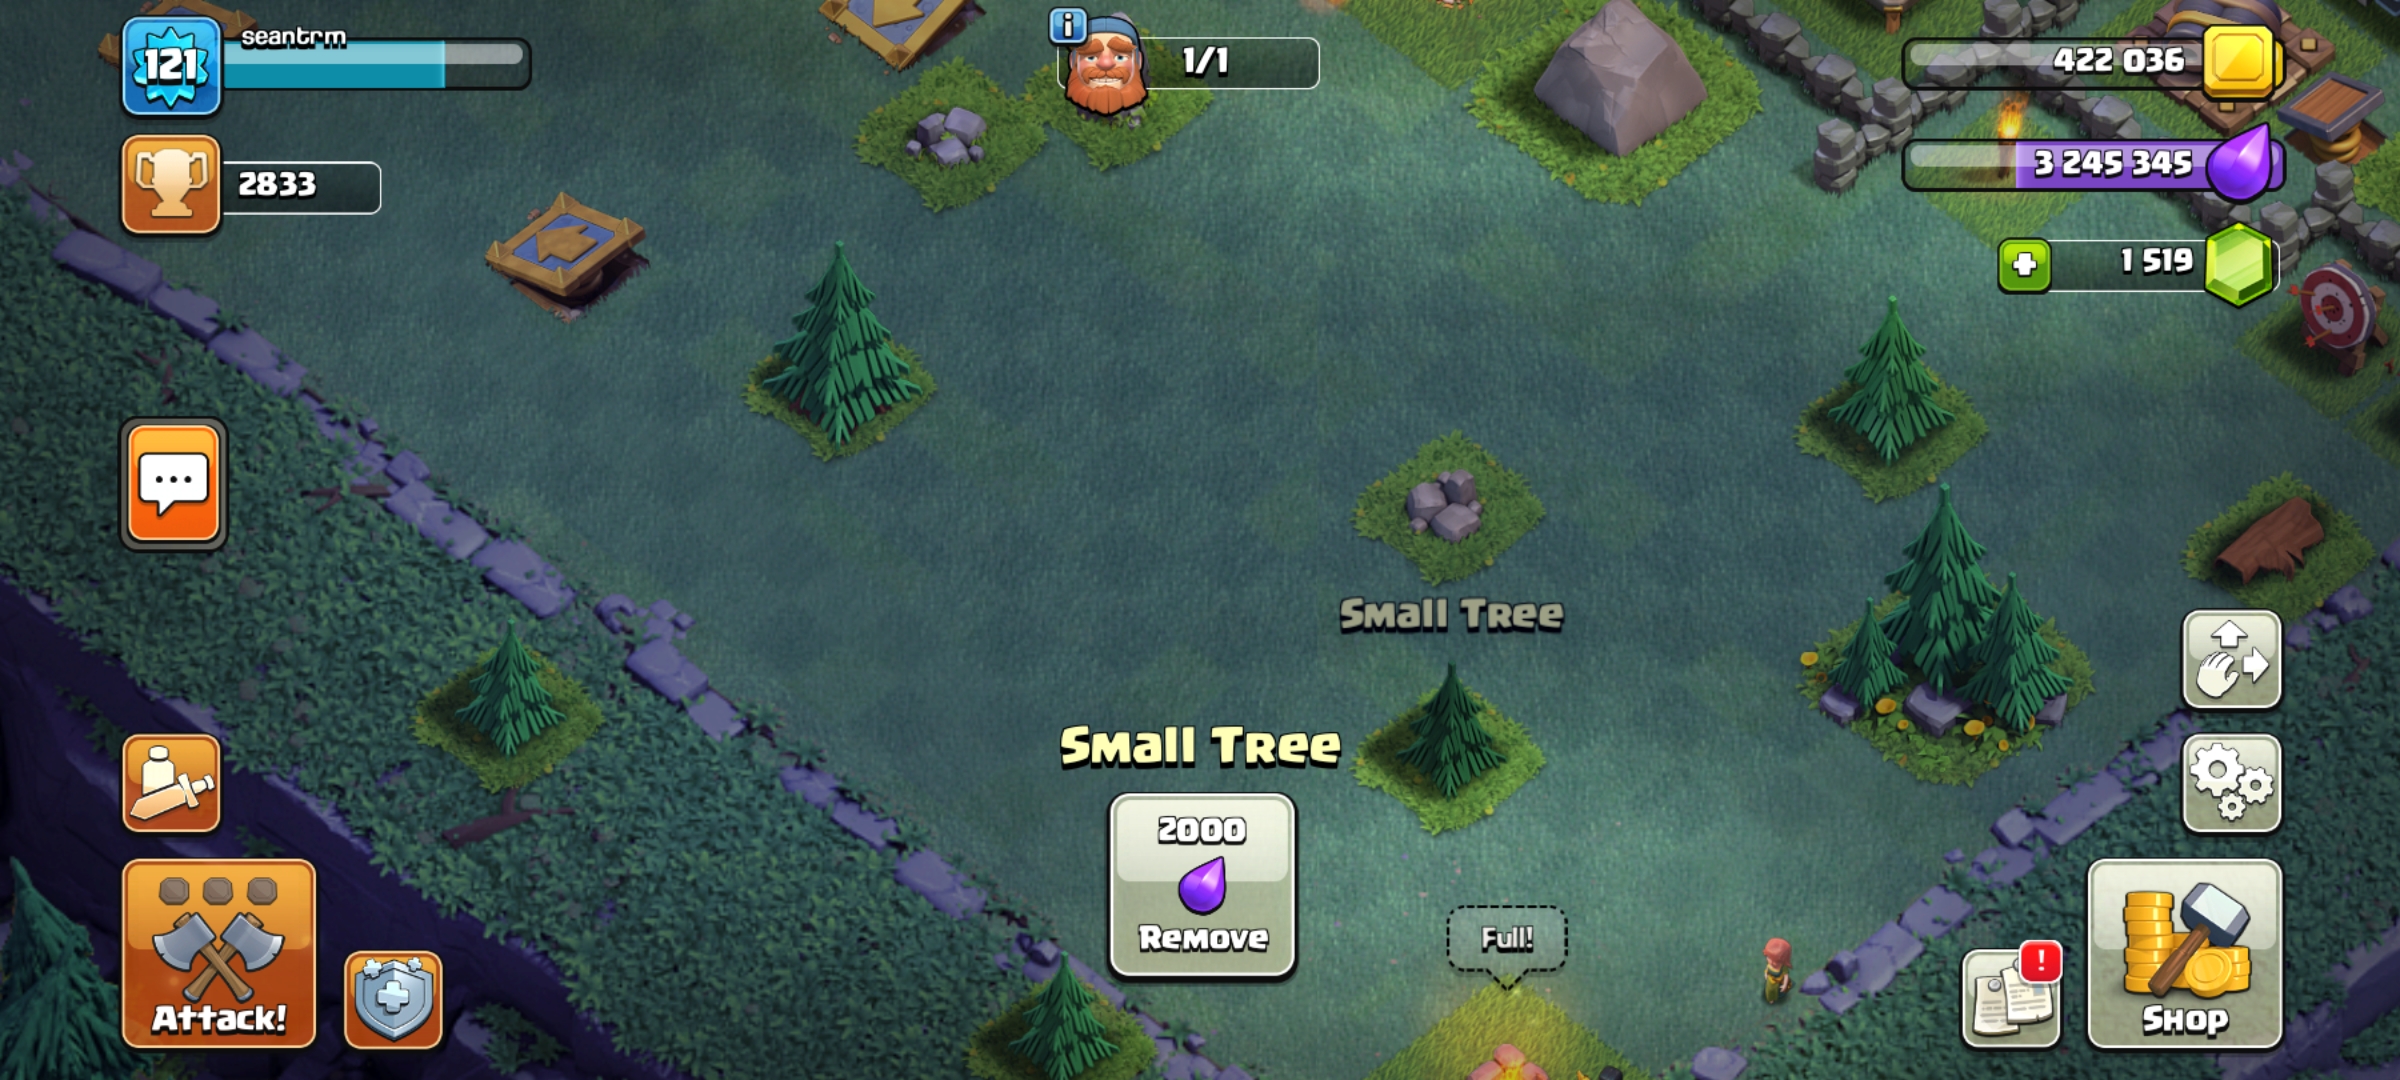 121
seantrm
1/1
422 036
2833
3 245 345
1 519
Small Tree
Small Tree
2000
Remove
Full!
!
Attack!
Shop